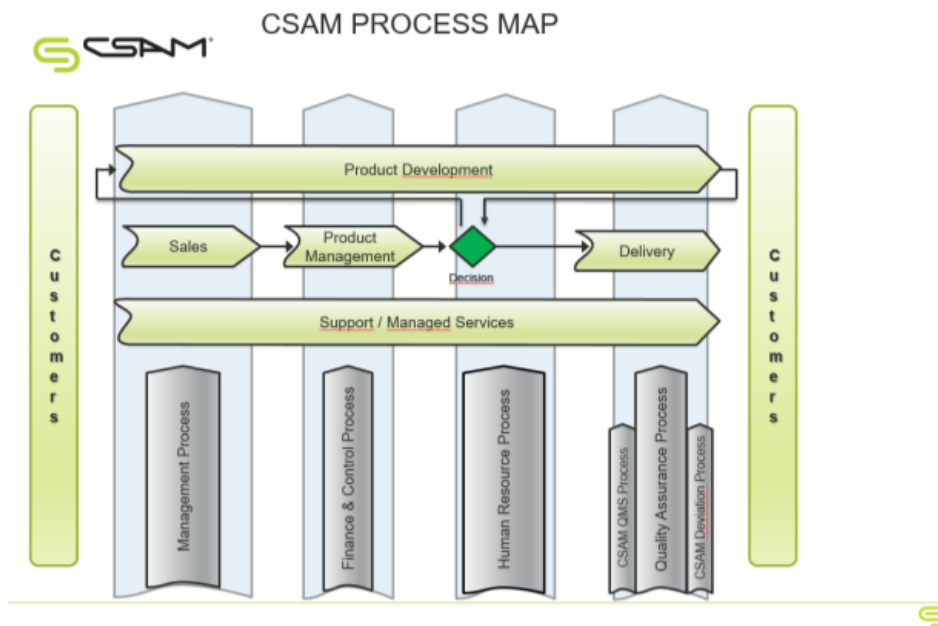 CSAM PROCESS MAP
CSAM
Customers
Product Development
Sales
Product
Management
Decision
Delivery
Support / Managed Services
Management Process
Finance & Control Process
Human Resource Process
CSAM QMS Process
Quality Assurance Process
CSAM Deviation Process
Customers